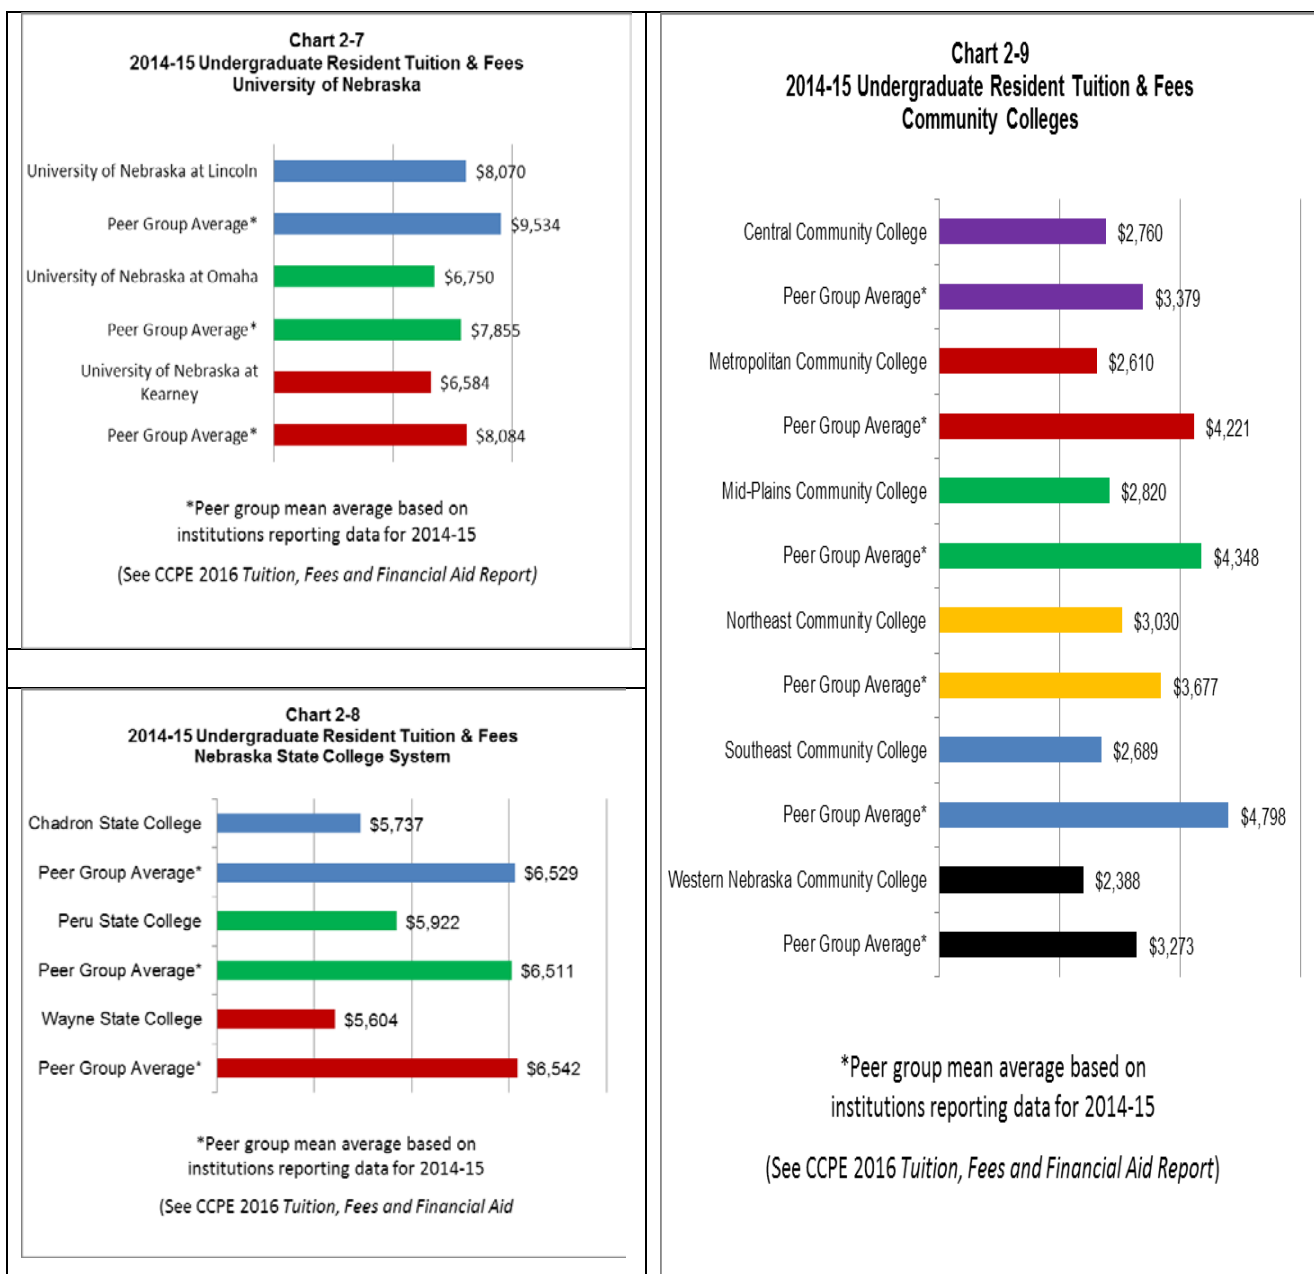 Chart 2-7
2014-15 Undergraduate Resident Tuition & Fees
University of Nebraska
University of Nebraska at Lincoln
$8,070
Peer Group Average*
$9,534
University of Nebraska at Omaha
$6,750
Peer Group Average*
$7,855
University of Nebraska at
Kearney
$6,584
Peer Group Average*
$8,084
*Peer group mean average based on
institutions reporting data for 2014-15
(See CCPE 2016 Tuition, Fees and Financial Aid Report)
Chart 2-8
2014-15 Undergraduate Resident Tuition & Fees
Nebraska State College System
Chadron State College
$5,737
Peer Group Average*
$6,529
Peru State College
$5,922
Peer Group Average*
$6,511
Wayne State College
$5,604
Peer Group Average*
$6,542
*Peer group mean average based on
institutions reporting data for 2014-15
(See CCPE 2016 Tuition, Fees and Financial Aid
Chart 2-9
2014-15 Undergraduate Resident Tuition & Fees
Community Colleges
Central Community College
$2,760
Peer Group Average*
$3,379
Metropolitan Community College
$2,610
Peer Group Average*
$4,221
Mid-Plains Community College
$2,820
Peer Group Average*
$4,348
Northeast Community College
$3,030
Peer Group Average*
$3,677
Southeast Community College
$2,689
Peer Group Average*
$4,798
Western Nebraska Community College
$2,388
Peer Group Average*
$3,273
*Peer group mean average based on
institutions reporting data for 2014-15
(See CCPE 2016 Tuition, Fees and Financial Aid Report)